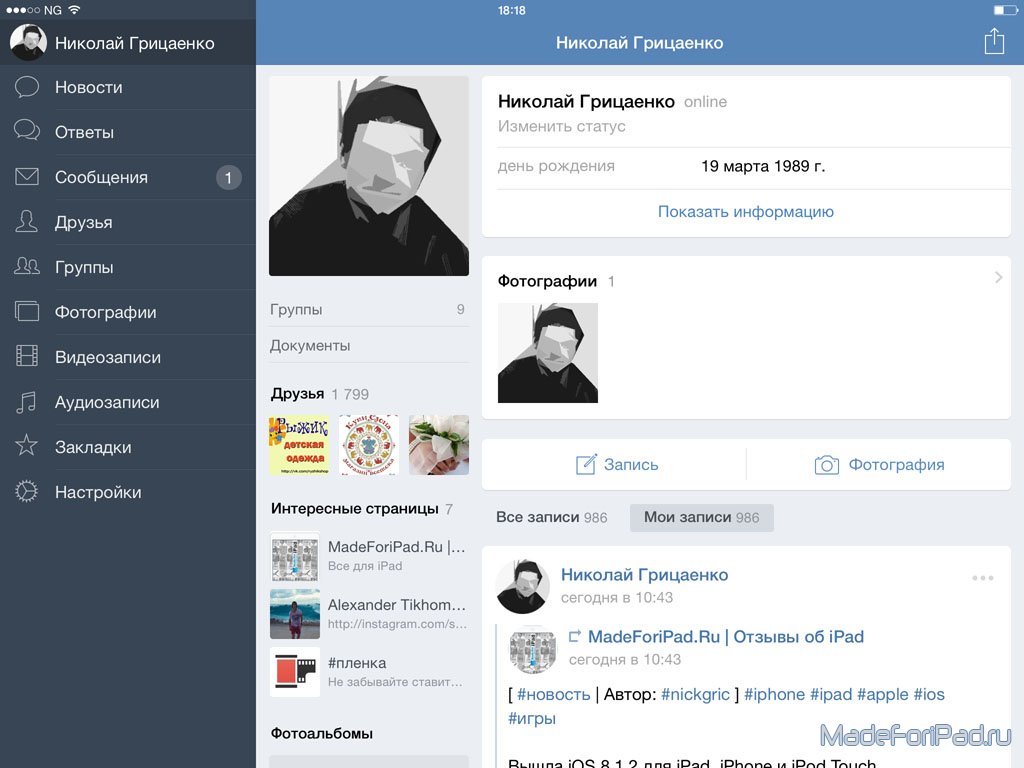 NG
18:18
Николай Грицаенко
Новости
Ответы
Сообщения 1
Друзья
Группы
Фотографии
Видеозаписи
Аудиозаписи
Закладки
Настройки
Николай Грицаенко
Группы 9
Документы
Друзья 1 799
Рыжик
детская
одежда
Интересные страницы 7
MadeForiPad.Ru |...
Все для iPad
Alexander Tikhom...
http://instagram.com/s...
#пленка
Не забывайте ставит...
Фотоальбомы
Николай Грицаенко online
Изменить статус
день рождения 19 марта 1989 г.
Показать информацию
Фотографии 1
Запись Фотография
Все записи 986 Мои записи 986
Николай Грицаенко
сегодня в 10:43
MadeForiPad.Ru | Отзывы об iPad
сегодня в 10:43
[ #новость | Автор: #nickgric ] #iphone #ipad #apple #ios
#игры
Вышла iOS 8.1.2 для iPad, iPhone и iPod Touch
MadeForiPad.ru